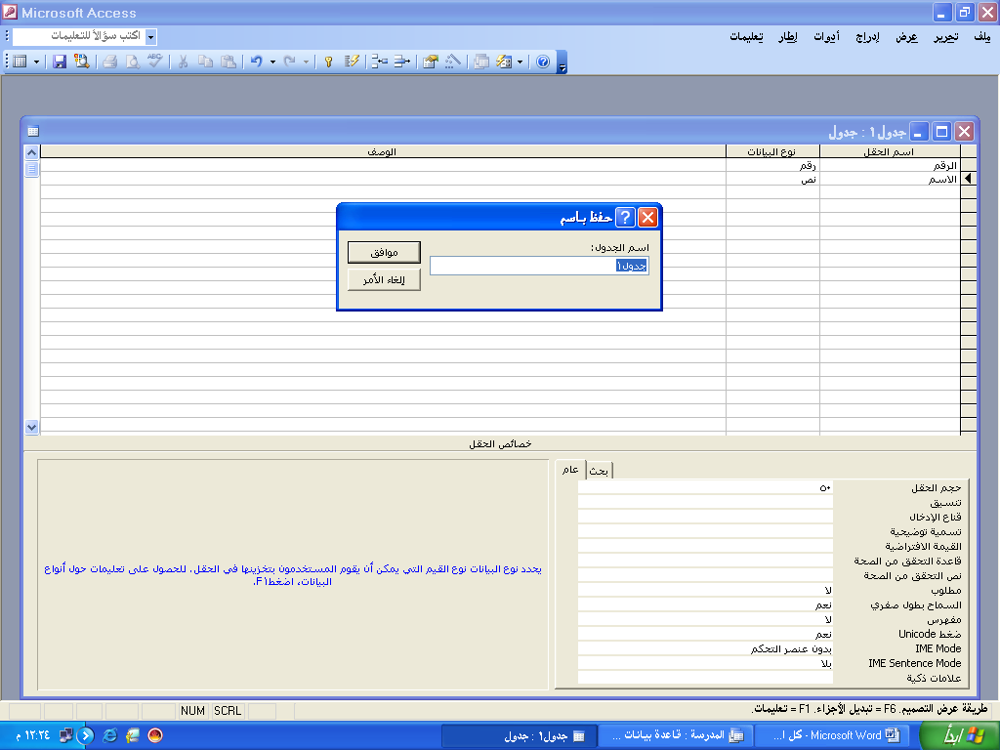 Microsoft Access
ملف تحرير عرض إدراج أدوات إطار تعليمات
اكتب سؤالاً للتعليمات
جدول١ : جدول
اسم الحقل نوع البيانات الوصف
الرقم رقم
الاسم نص
حفظ باسم
اسم الجدول:
جدول١
موافق
إلغاء الأمر
خصائص الحقل
عام بحث
حجم الحقل ٥٠
تنسيق
قناع الإدخال
تسمية توضيحية
القيمة الافتراضية
قاعدة التحقق من الصحة
نص التحقق من الصحة
مطلوب لا
السماح بطول صفري نعم
مفهرس لا
ضغط Unicode نعم
IME Mode بدون عنصر التحكم
IME Sentence Mode بلا
علامات ذكية
يحدد نوع البيانات نوع القيم التي يمكن أن يقوم المستخدمون بتخزينها في الحقل. للحصول على تعليمات حول أنواع
البيانات، اضغط F١.
طريقة عرض التصميم. F6 = تبديل الأجزاء. F1 = تعليمات.
NUM SCRL
ابدأ
Microsoft Word - كل ا...
المدرسة : قاعدة بيانات ...
جدول١ : جدول
١٢:٢٤ م